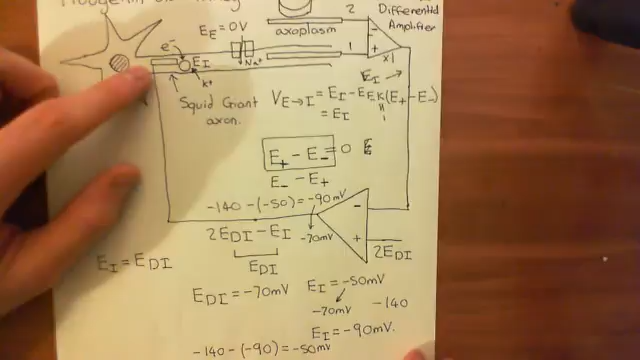 2
Differential
Amplifier
E_E = 0V
axoplasm
−
e⁻
E_I
Na⁺
1
+
×1
K⁺
E_I
Squid Giant
axon.
V_E→I = E_I − E_E
K(E₊ − E₋)
= E_I
1
E₊ − E₋ = 0
E₋ − E₊
−140 −(−50) = −90mV
−
2E_DI − E_I
−70mV
+
2E_DI
E_I = E_DI
E_DI
E_DI = −70mV
E_I = −50mV
−70mV
−140
E_I = −90mV.
−140 −(−90) = −50mV